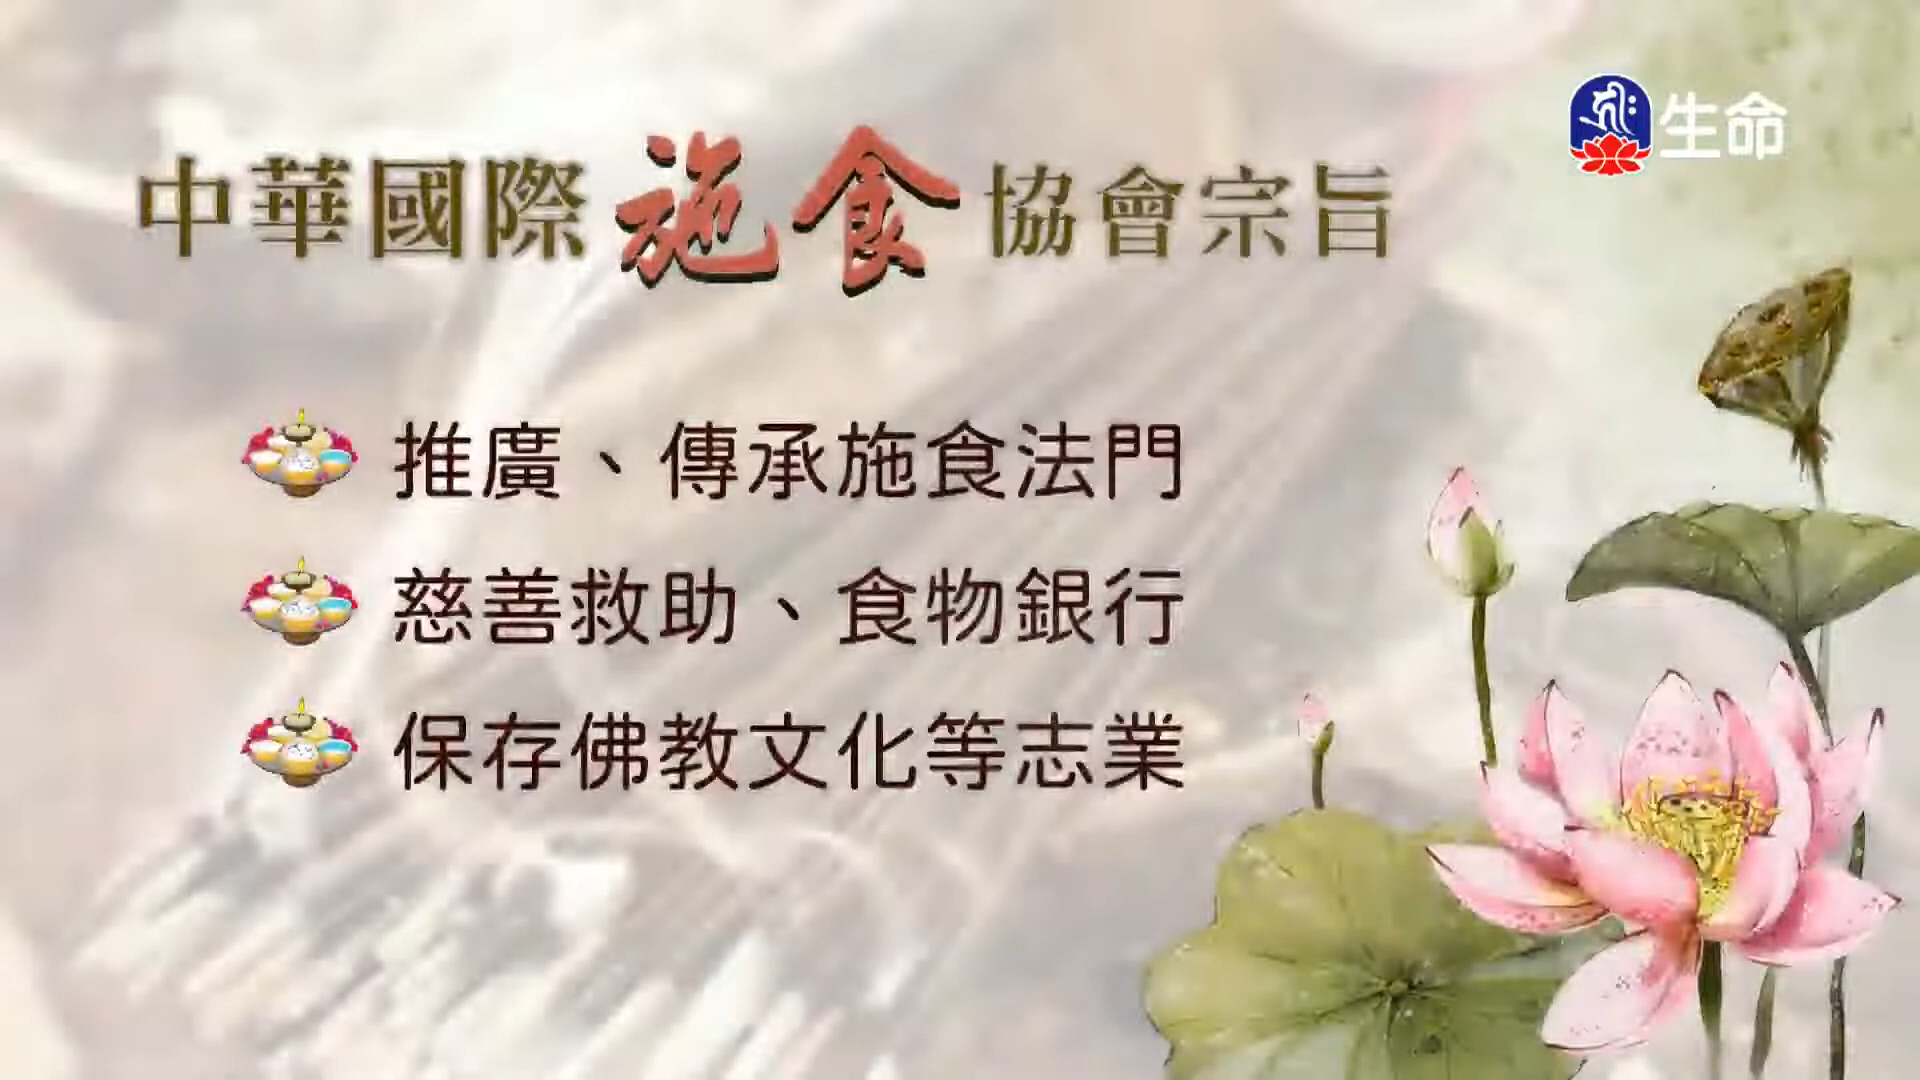 生命
中華國際施食協會宗旨
推廣、傳承施食法門
慈善救助、食物銀行
保存佛教文化等志業